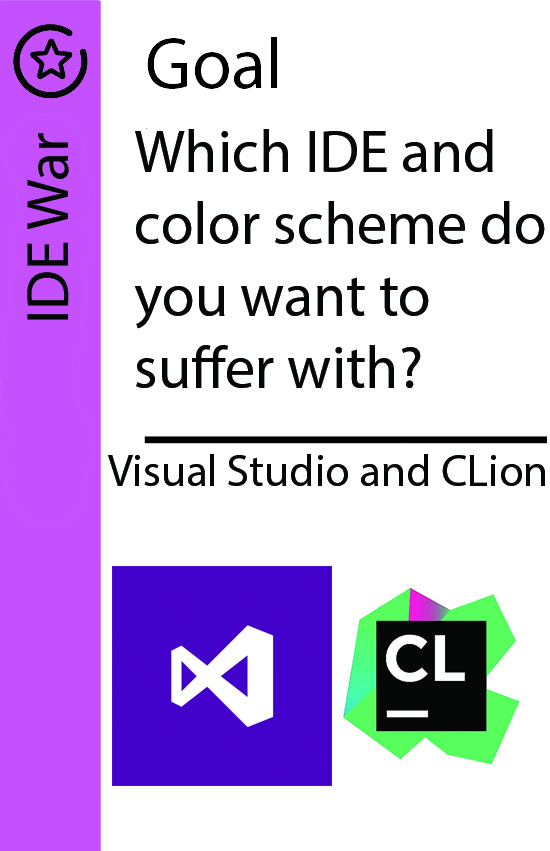 IDE War
Goal
Which IDE and
color scheme do
you want to
suffer with?
Visual Studio and CLion
CL